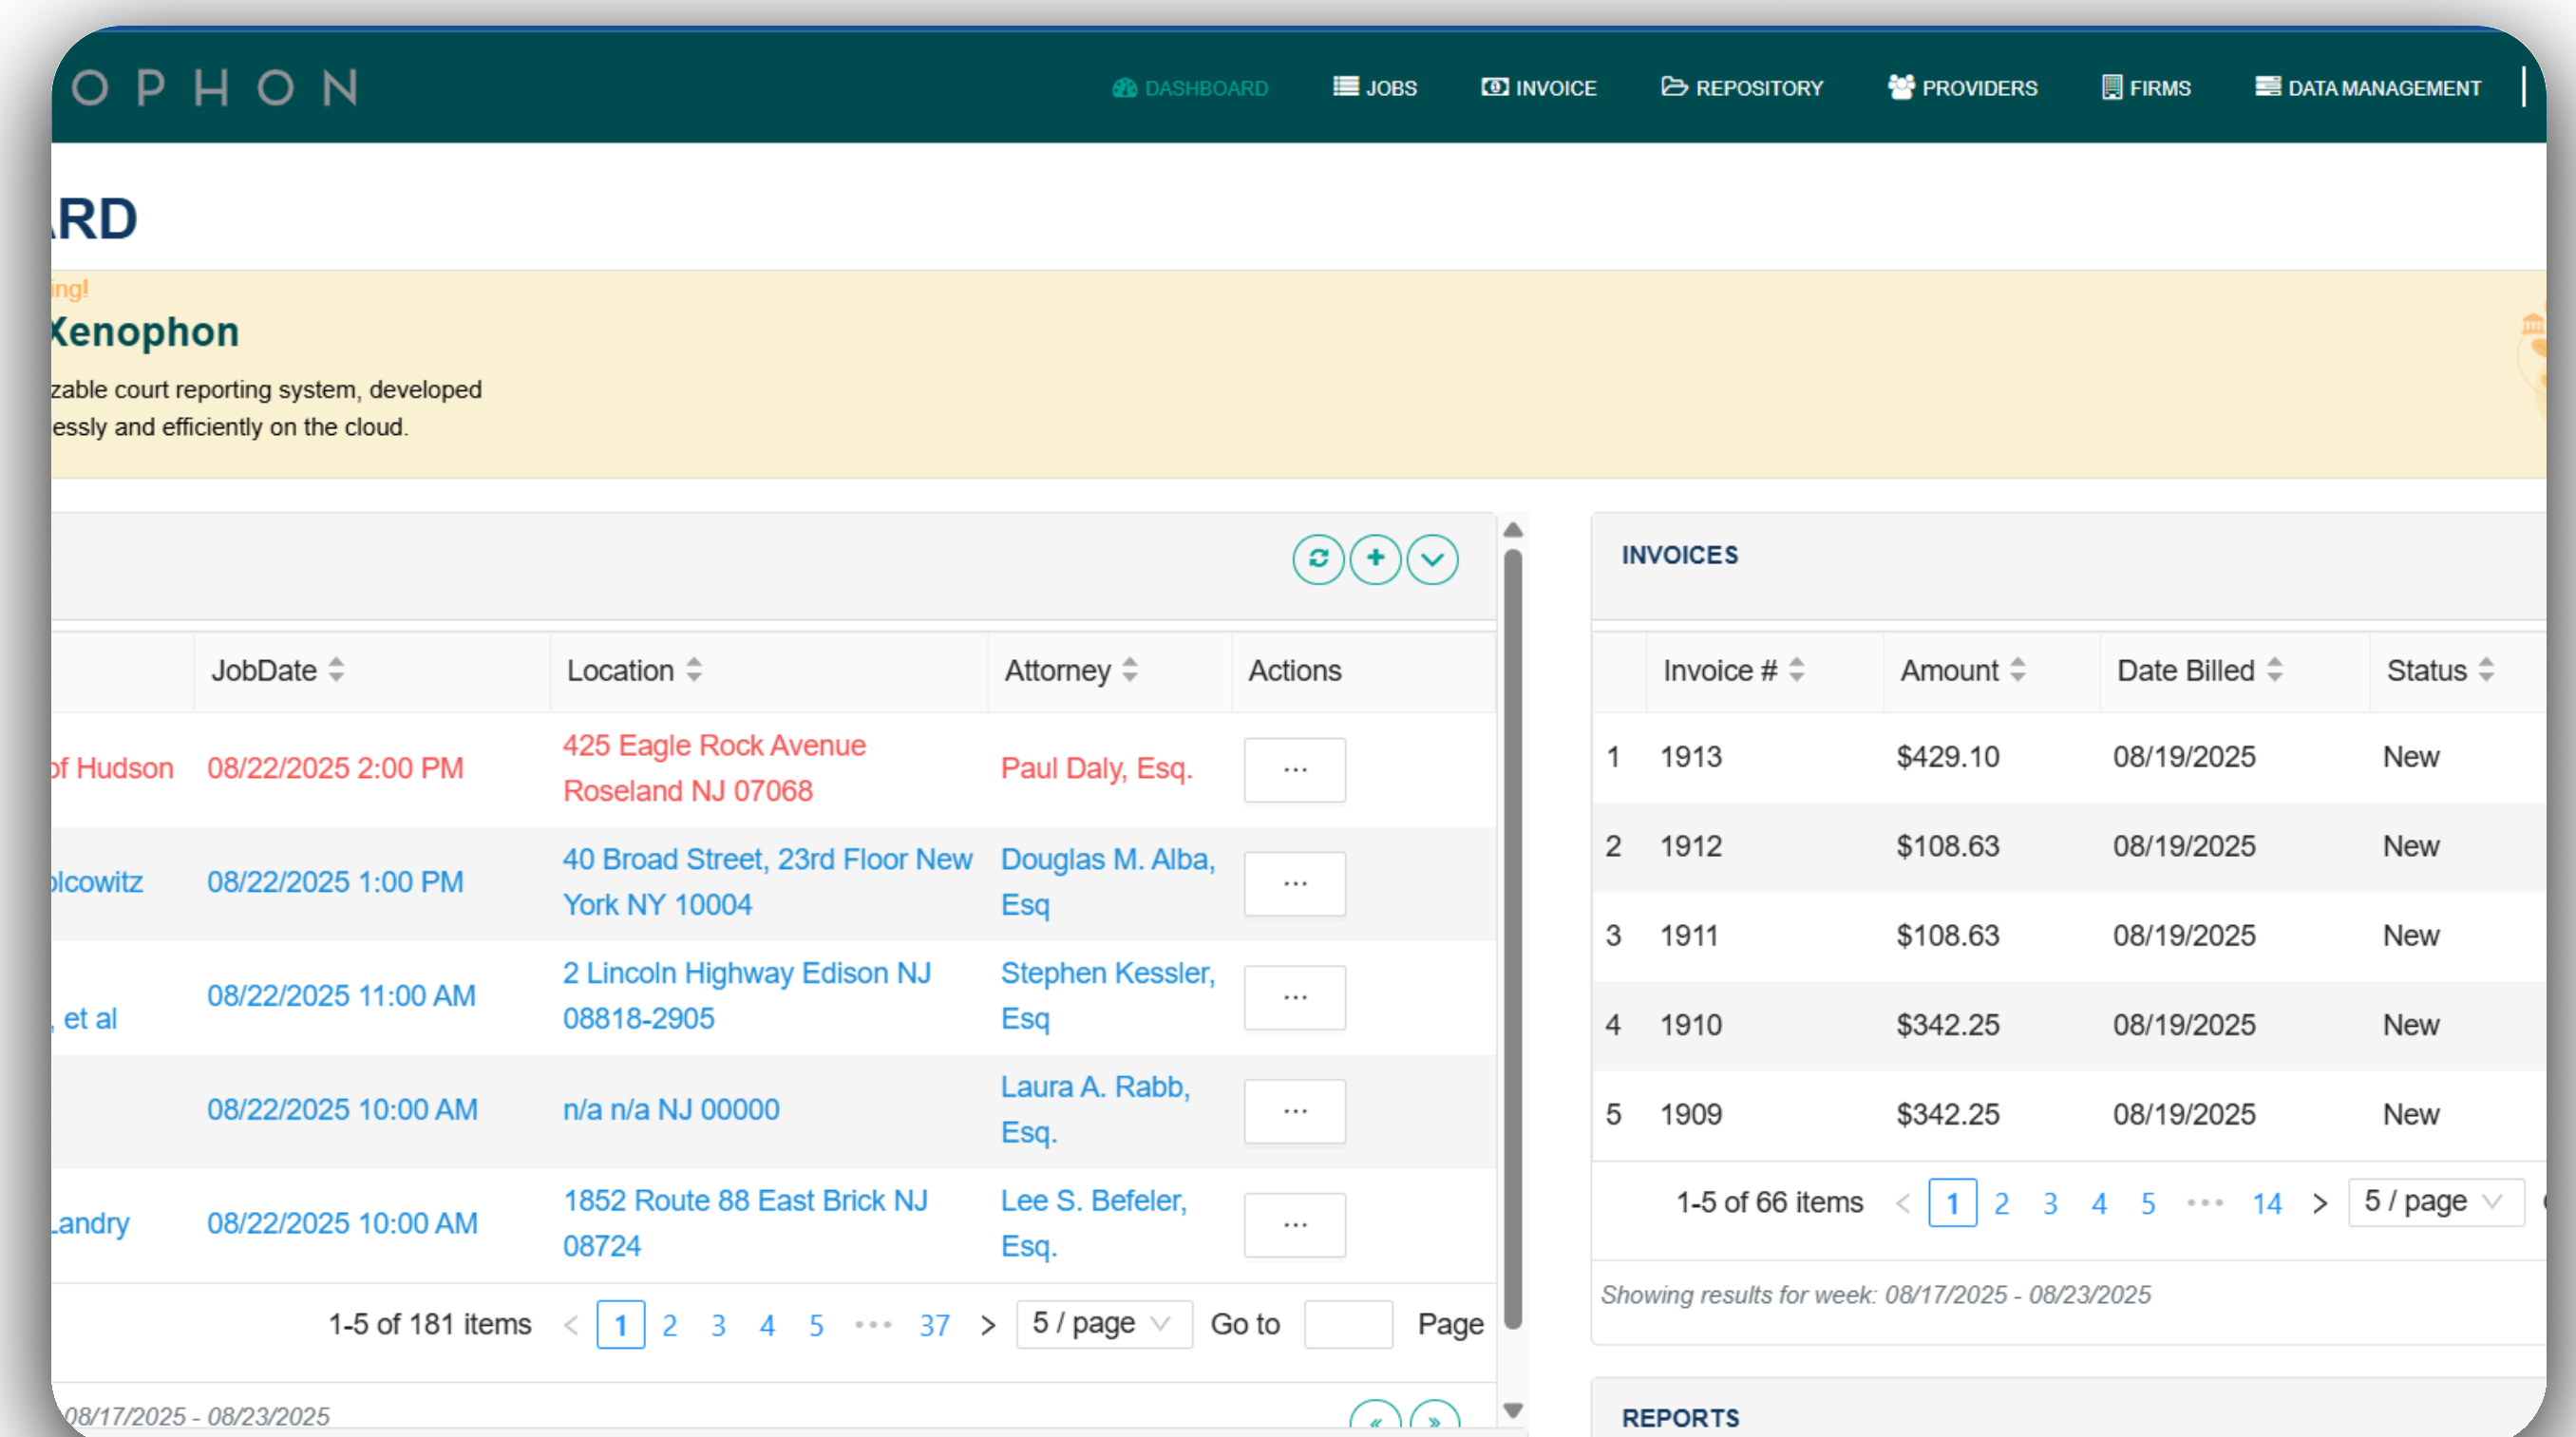 OPHON
DASHBOARD JOBS INVOICE REPOSITORY PROVIDERS FIRMS DATA MANAGEMENT
ARD
ing!
Xenophon
zable court reporting system, developed
essly and efficiently on the cloud.
JobDate Location Attorney Actions
of Hudson 08/22/2025 2:00 PM 425 Eagle Rock Avenue Roseland NJ 07068 Paul Daly, Esq. ...
olcowitz 08/22/2025 1:00 PM 40 Broad Street, 23rd Floor New York NY 10004 Douglas M. Alba, Esq ...
, et al 08/22/2025 11:00 AM 2 Lincoln Highway Edison NJ 08818-2905 Stephen Kessler, Esq ...
08/22/2025 10:00 AM n/a n/a NJ 00000 Laura A. Rabb, Esq. ...
Landry 08/22/2025 10:00 AM 1852 Route 88 East Brick NJ 08724 Lee S. Befeler, Esq. ...
1-5 of 181 items < 1 2 3 4 5 ••• 37 > 5 / page Go to Page
08/17/2025 - 08/23/2025
« »
INVOICES
Invoice # Amount Date Billed Status
1 1913 $429.10 08/19/2025 New
2 1912 $108.63 08/19/2025 New
3 1911 $108.63 08/19/2025 New
4 1910 $342.25 08/19/2025 New
5 1909 $342.25 08/19/2025 New
1-5 of 66 items < 1 2 3 4 5 ••• 14 > 5 / page
Showing results for week: 08/17/2025 - 08/23/2025
REPORTS